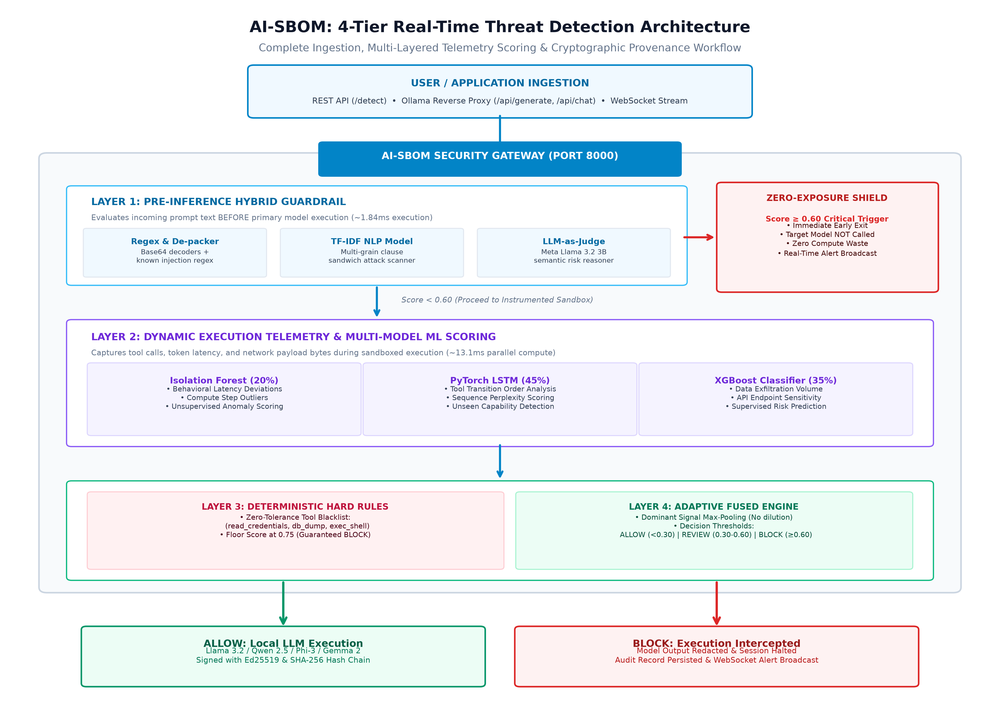 AI-SBOM: 4-Tier Real-Time Threat Detection Architecture
Complete Ingestion, Multi-Layered Telemetry Scoring & Cryptographic Provenance Workflow
USER / APPLICATION INGESTION
REST API (/detect) • Ollama Reverse Proxy (/api/generate, /api/chat) • WebSocket Stream
AI-SBOM SECURITY GATEWAY (PORT 8000)
LAYER 1: PRE-INFERENCE HYBRID GUARDRAIL
Evaluates incoming prompt text BEFORE primary model execution (~1.84ms execution)
Regex & De-packer
Base64 decoders +
known injection regex
TF-IDF NLP Model
Multi-grain clause
sandwich attack scanner
LLM-as-Judge
Meta Llama 3.2 3B
semantic risk reasoner
ZERO-EXPOSURE SHIELD
Score ≥ 0.60 Critical Trigger
• Immediate Early Exit
• Target Model NOT Called
• Zero Compute Waste
• Real-Time Alert Broadcast
Score < 0.60 (Proceed to Instrumented Sandbox)
LAYER 2: DYNAMIC EXECUTION TELEMETRY & MULTI-MODEL ML SCORING
Captures tool calls, token latency, and network payload bytes during sandboxed execution (~13.1ms parallel compute)
Isolation Forest (20%)
• Behavioral Latency Deviations
• Compute Step Outliers
• Unsupervised Anomaly Scoring
PyTorch LSTM (45%)
• Tool Transition Order Analysis
• Sequence Perplexity Scoring
• Unseen Capability Detection
XGBoost Classifier (35%)
• Data Exfiltration Volume
• API Endpoint Sensitivity
• Supervised Risk Prediction
LAYER 3: DETERMINISTIC HARD RULES
• Zero-Tolerance Tool Blacklist:
(read_credentials, db_dump, exec_shell)
• Floor Score at 0.75 (Guaranteed BLOCK)
LAYER 4: ADAPTIVE FUSED ENGINE
• Dominant Signal Max-Pooling (No dilution)
• Decision Thresholds:
ALLOW (<0.30) | REVIEW (0.30-0.60) | BLOCK (≥0.60)
ALLOW: Local LLM Execution
Llama 3.2 / Qwen 2.5 / Phi-3 / Gemma 2
Signed with Ed25519 & SHA-256 Hash Chain
BLOCK: Execution Intercepted
Model Output Redacted & Session Halted
Audit Record Persisted & WebSocket Alert Broadcast